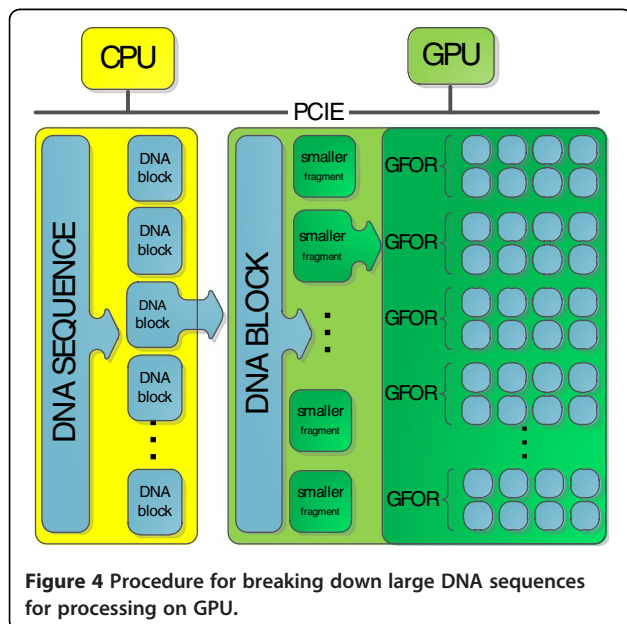 CPU
GPU
PCIE
DNA SEQUENCE
DNA
block
DNA
block
DNA
block
DNA
block
DNA
block
DNA BLOCK
smaller
fragment
smaller
fragment
smaller
fragment
smaller
fragment
GFOR
GFOR
GFOR
GFOR
GFOR
Figure 4 Procedure for breaking down large DNA sequences
for processing on GPU.